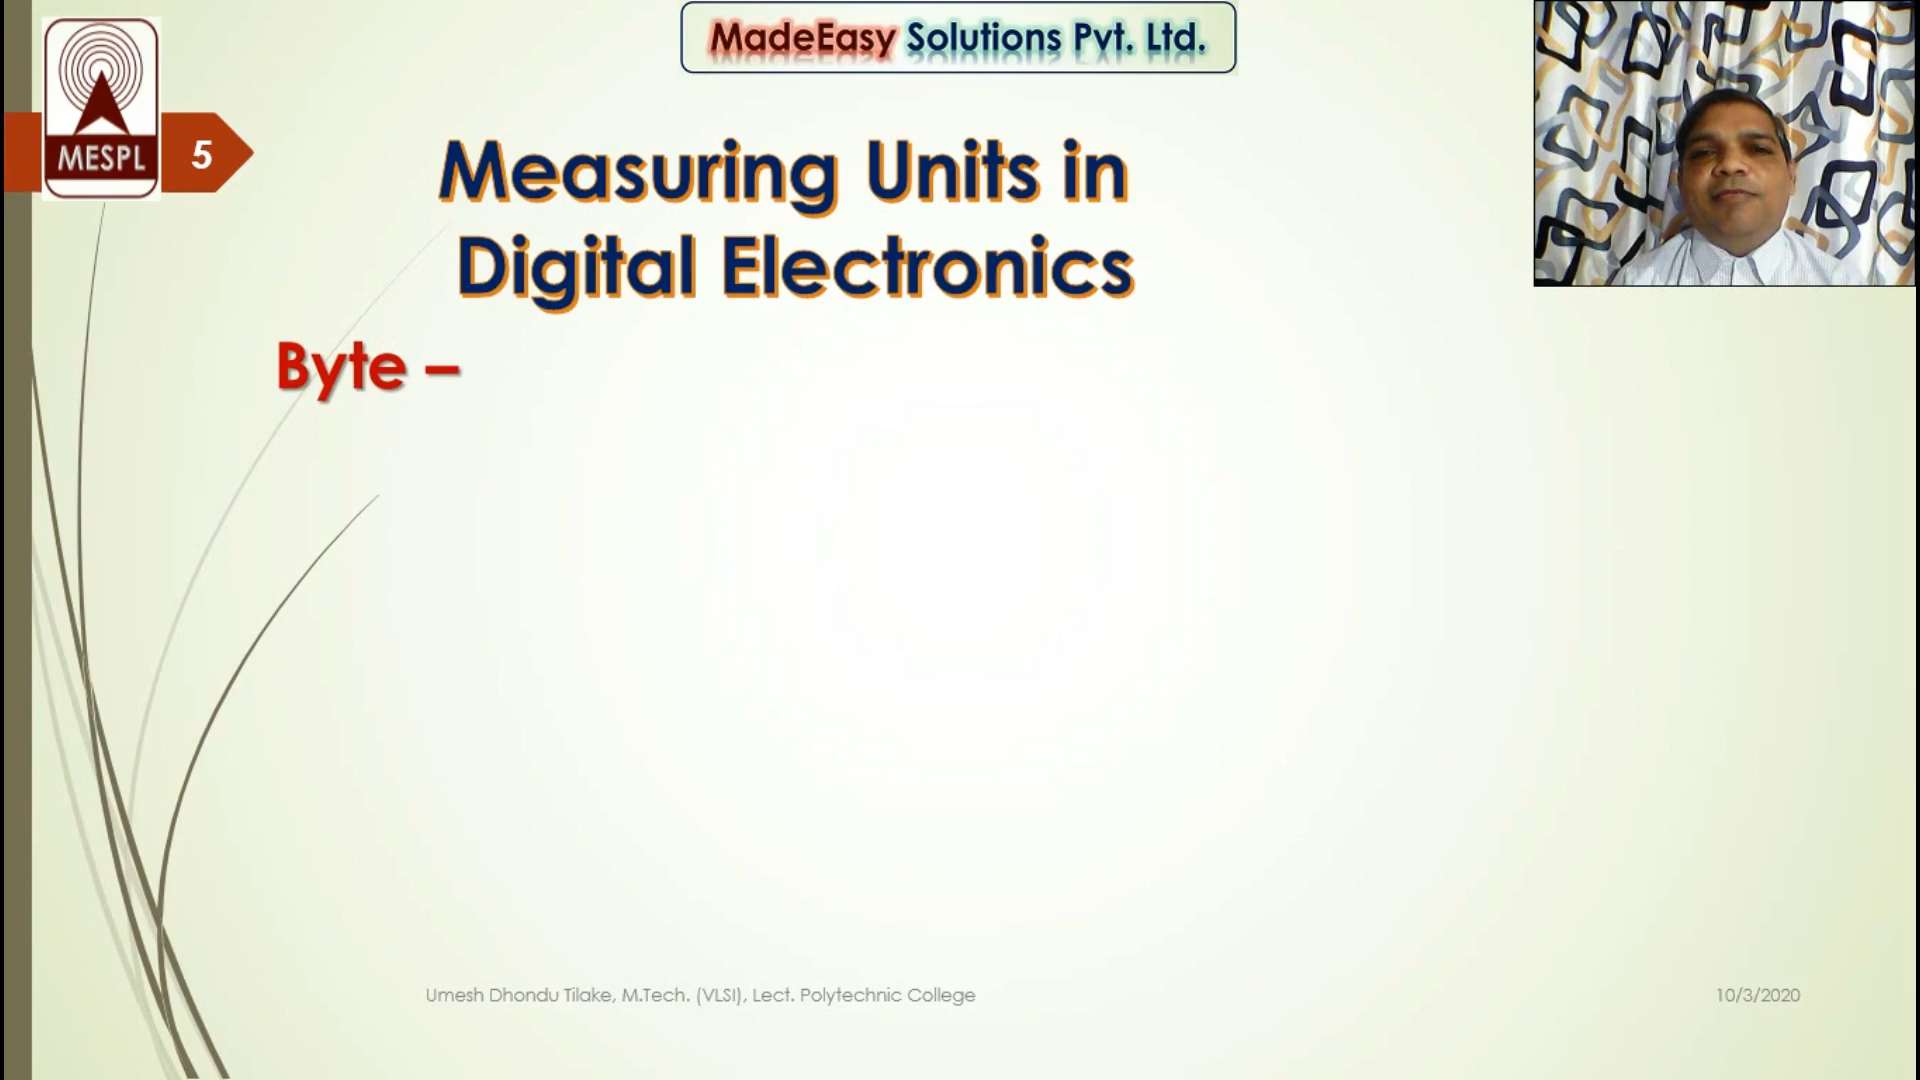 MadeEasy Solutions Pvt. Ltd.
MESPL
5
Measuring Units in
Digital Electronics
Byte –
Umesh Dhondu Tilake, M.Tech. (VLSI), Lect. Polytechnic College
10/3/2020